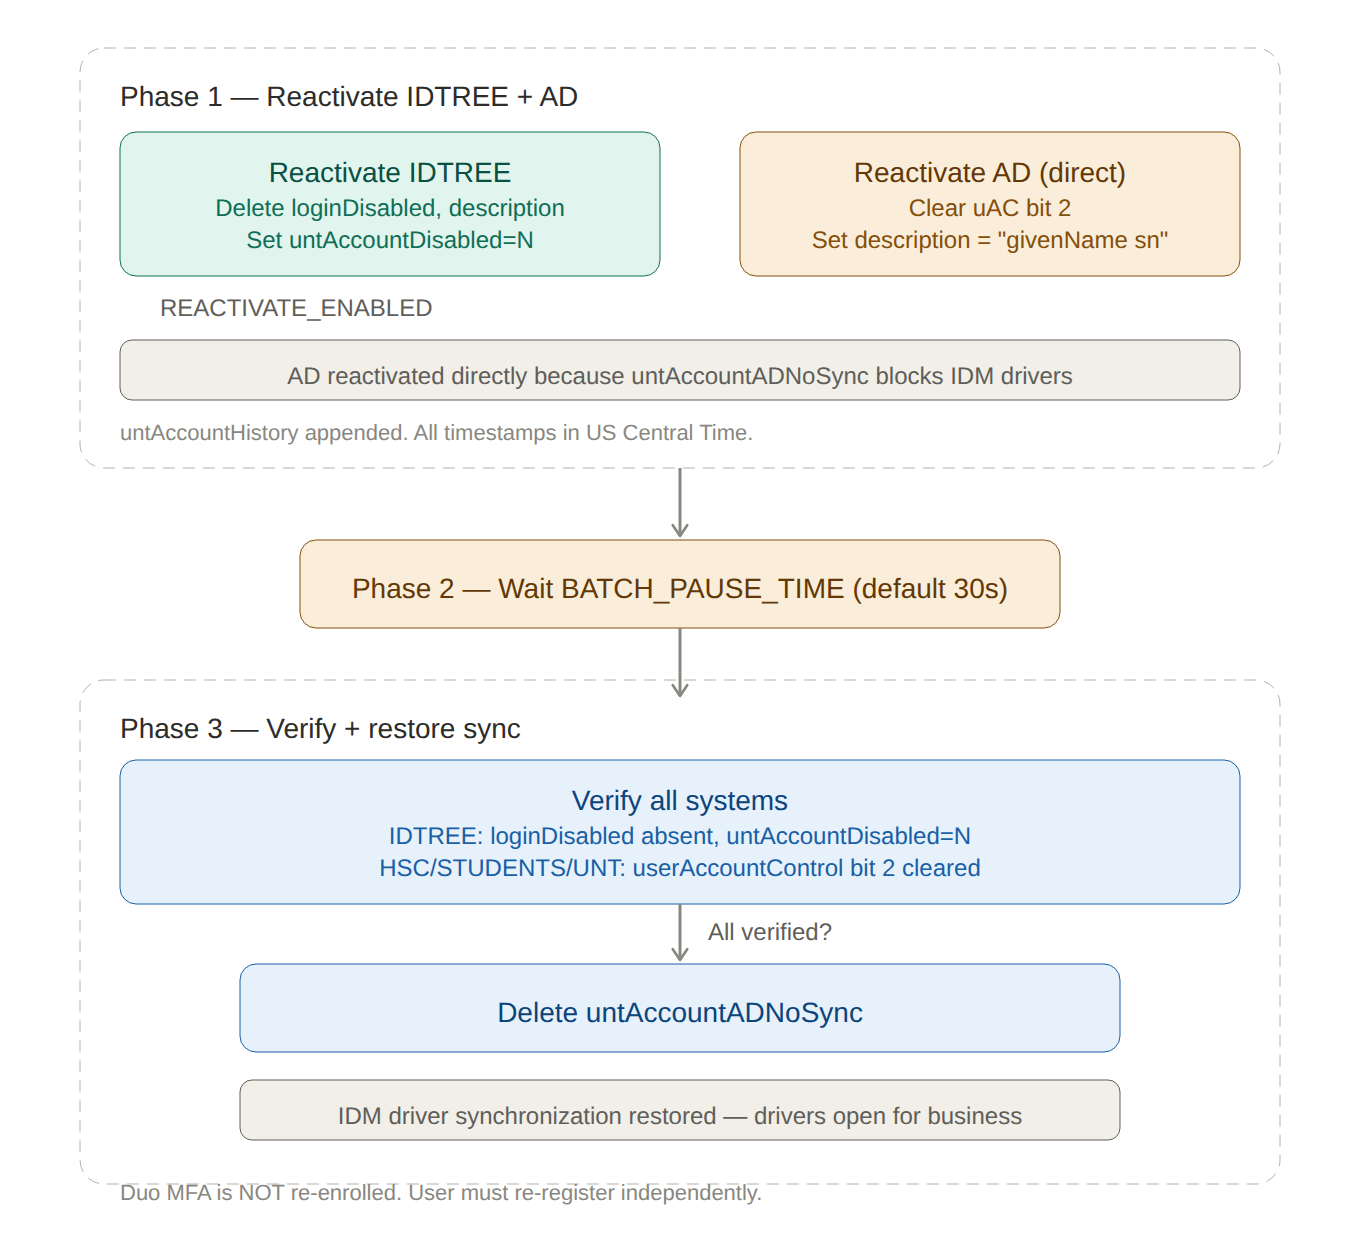 Phase 1 — Reactivate IDTREE + AD
Reactivate IDTREE
Delete loginDisabled, description
Set untAccountDisabled=N
Reactivate AD (direct)
Clear uAC bit 2
Set description = "givenName sn"
REACTIVATE_ENABLED
AD reactivated directly because untAccountADNoSync blocks IDM drivers
untAccountHistory appended. All timestamps in US Central Time.
Phase 2 — Wait BATCH_PAUSE_TIME (default 30s)
Phase 3 — Verify + restore sync
Verify all systems
IDTREE: loginDisabled absent, untAccountDisabled=N
HSC/STUDENTS/UNT: userAccountControl bit 2 cleared
All verified?
Delete untAccountADNoSync
IDM driver synchronization restored — drivers open for business
Duo MFA is NOT re-enrolled. User must re-register independently.